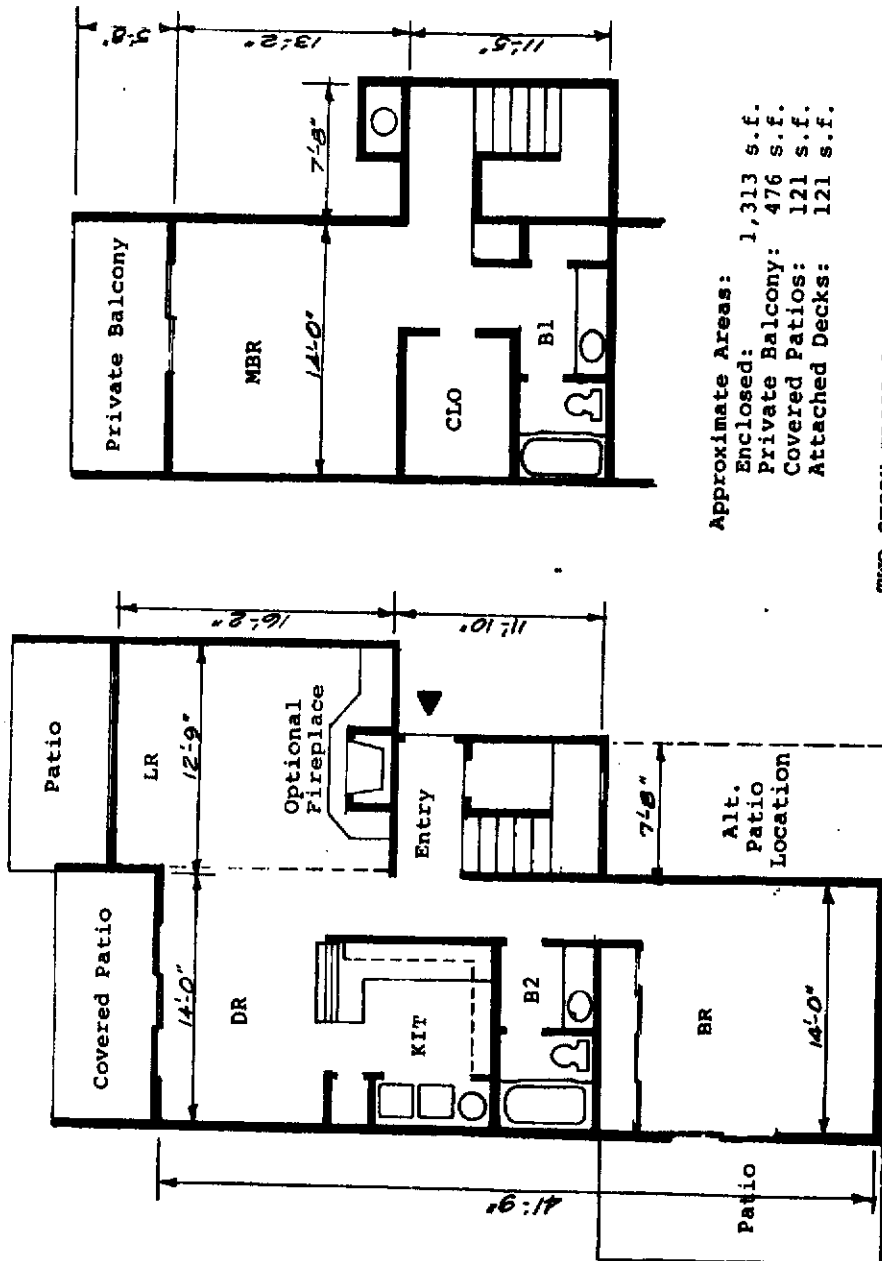 Private Balcony
5'-8"
MBR
14'-0"
13'-2"
7'-8"
CLO
B1
11'-5"
Approximate Areas:
Enclosed: 1,313 s.f.
Private Balcony: 476 s.f.
Covered Patios: 121 s.f.
Attached Decks: 121 s.f.
Patio
Covered Patio
LR
12'-9"
16'-2"
14'-0"
DR
Optional
Fireplace
Entry
11'-10"
KIT
B2
7'-8"
Alt.
Patio
Location
BR
14'-0"
41'-9"
Patio